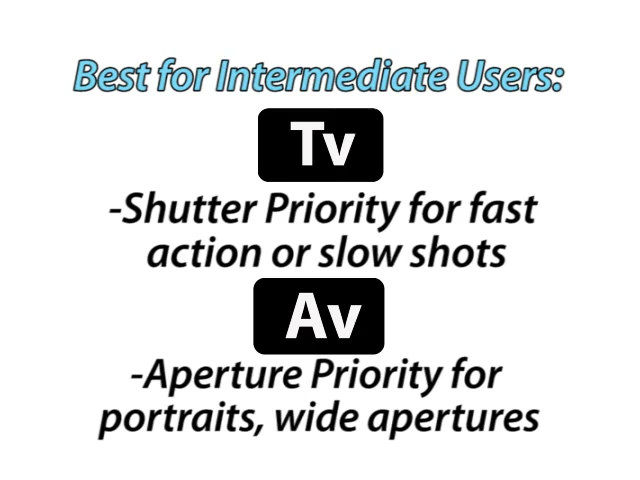 Best for Intermediate Users:
Tv
-Shutter Priority for fast
action or slow shots
Av
-Aperture Priority for
portraits, wide apertures